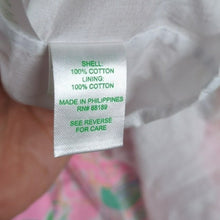 SHELL:
100% COTTON
LINING:
100% COTTON
MADE IN PHILIPPINES
RN# 88189
SEE REVERSE
FOR CARE